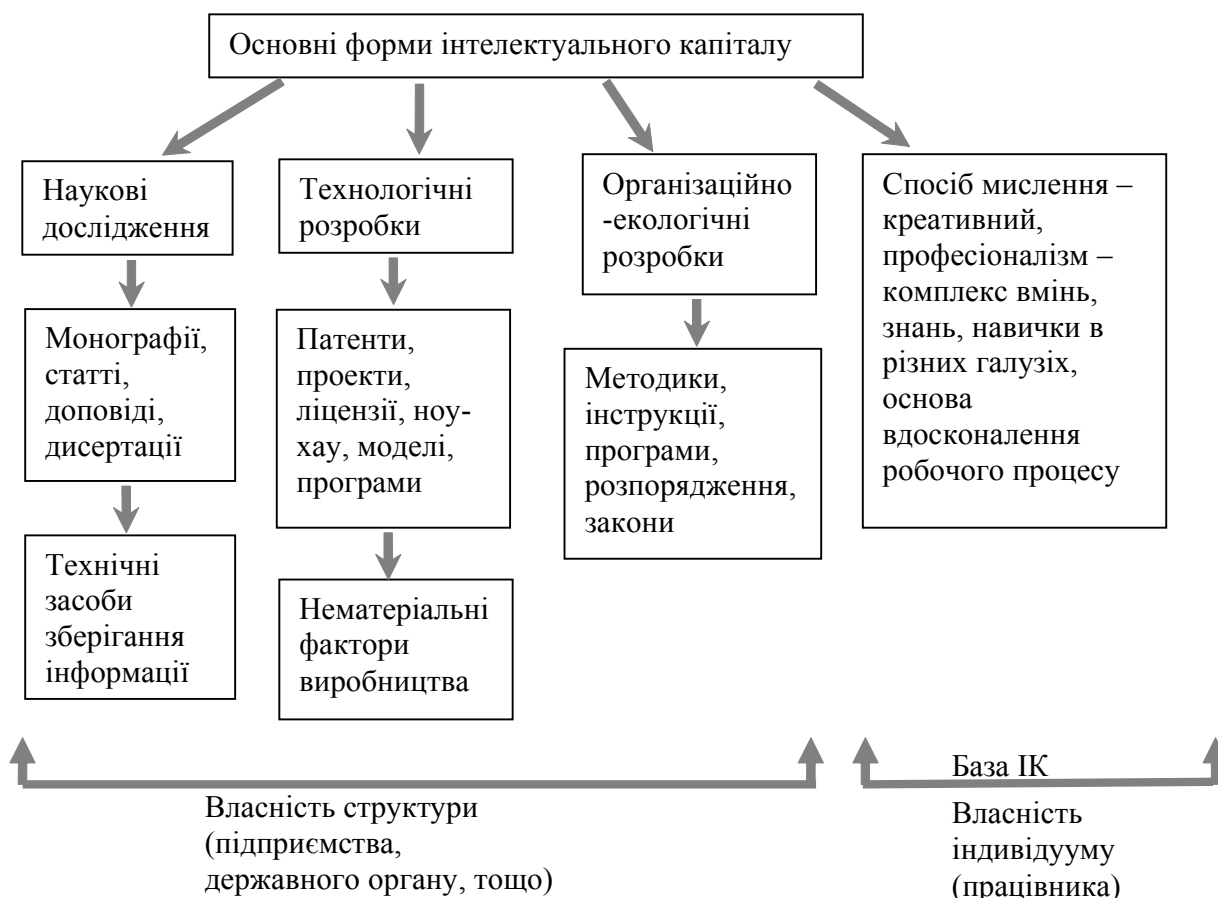 Основні форми інтелектуального капіталу
Наукові
дослідження
Технологічні
розробки
Організаційно
-екологічні
розробки
Спосіб мислення –
креативний,
професіоналізм –
комплекс вмінь,
знань, навички в
різних галузіх,
основа
вдосконалення
робочого процесу
Монографії,
статті,
доповіді,
дисертації
Патенти,
проекти,
ліцензії, ноу-
хау, моделі,
програми
Методики,
інструкції,
програми,
розпорядження,
закони
Технічні
засоби
зберігання
інформації
Нематеріальні
фактори
виробництва
Власність структури
(підприємства,
державного органу, тощо)
База ІК
Власність
індивідууму
(працівника)